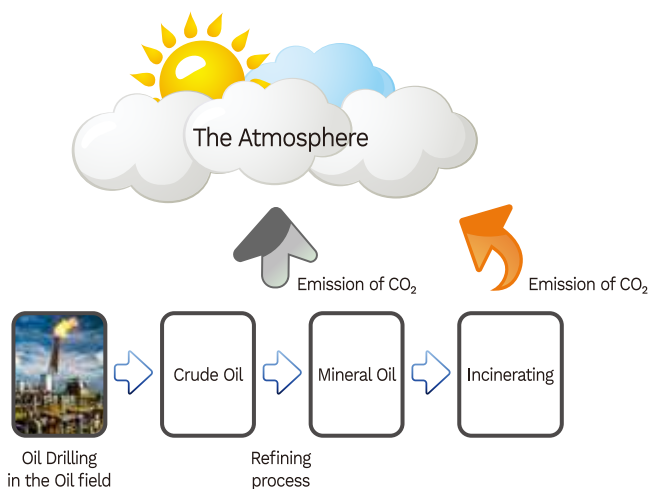 The Atmosphere
Emission of CO₂
Emission of CO₂
Crude Oil
Mineral Oil
Incinerating
Oil Drilling
in the Oil field
Refining
process